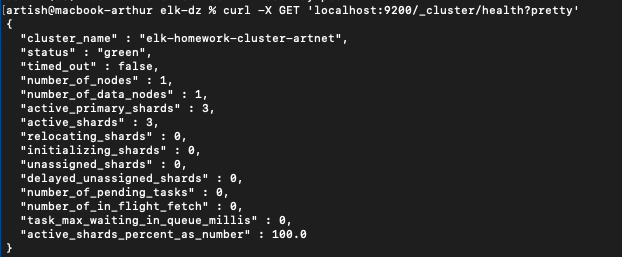 [artish@macbook-arthur elk-dz % curl -X GET 'localhost:9200/_cluster/health?pretty'
{
  "cluster_name" : "elk-homework-cluster-artnet",
  "status" : "green",
  "timed_out" : false,
  "number_of_nodes" : 1,
  "number_of_data_nodes" : 1,
  "active_primary_shards" : 3,
  "active_shards" : 3,
  "relocating_shards" : 0,
  "initializing_shards" : 0,
  "unassigned_shards" : 0,
  "delayed_unassigned_shards" : 0,
  "number_of_pending_tasks" : 0,
  "number_of_in_flight_fetch" : 0,
  "task_max_waiting_in_queue_millis" : 0,
  "active_shards_percent_as_number" : 100.0
}